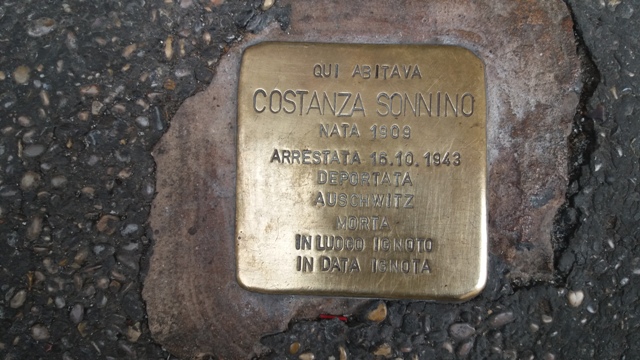 QUI ABITAVA
COSTANZA SONNINO
NATA 1909
ARRESTATA 16.10.1943
DEPORTATA
AUSCHWITZ
MORTA
IN LUOGO IGNOTO
IN DATA IGNOTA